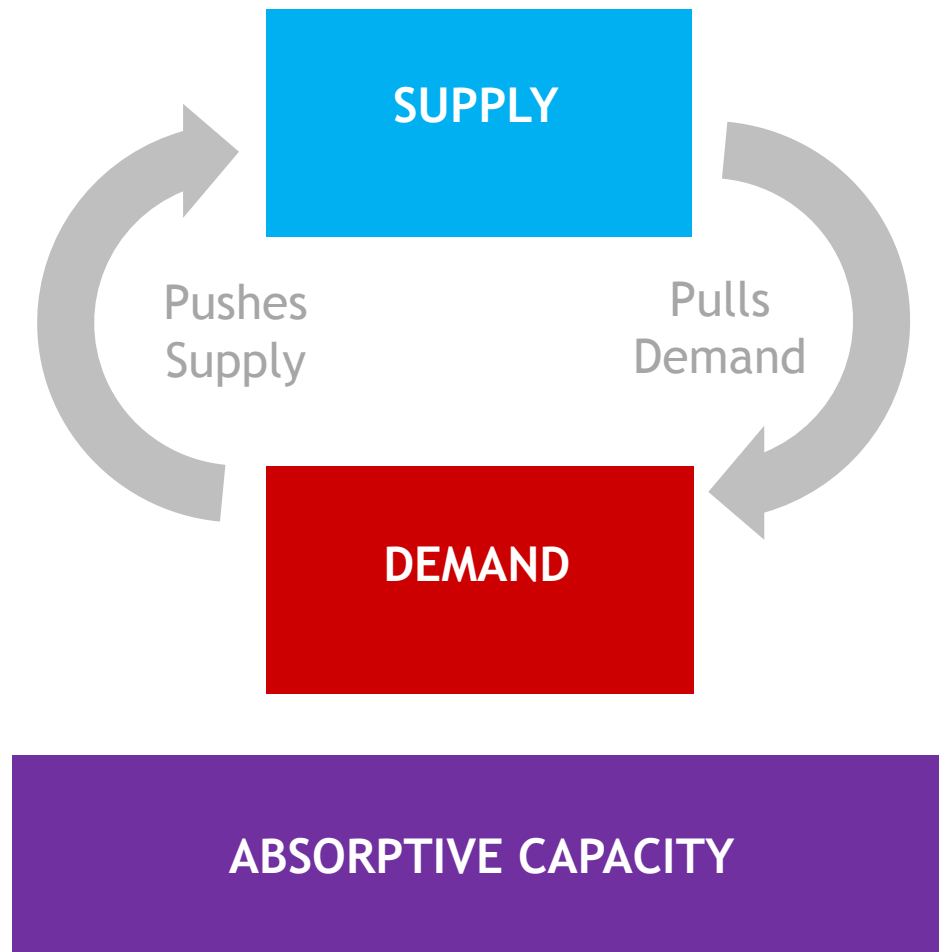 SUPPLY
Pushes
Supply
Pulls
Demand
DEMAND
ABSORPTIVE CAPACITY